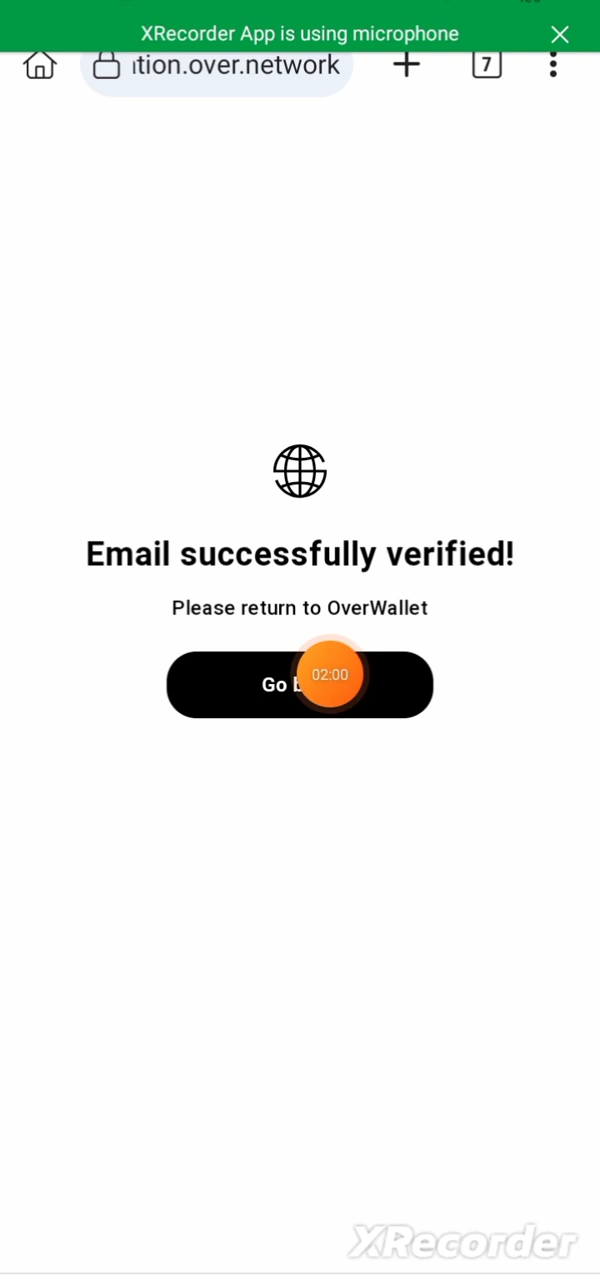 XRecorder App is using microphone
ıtion.over.network
7
Email successfully verified!
Please return to OverWallet
Go
02:00
XRecorder